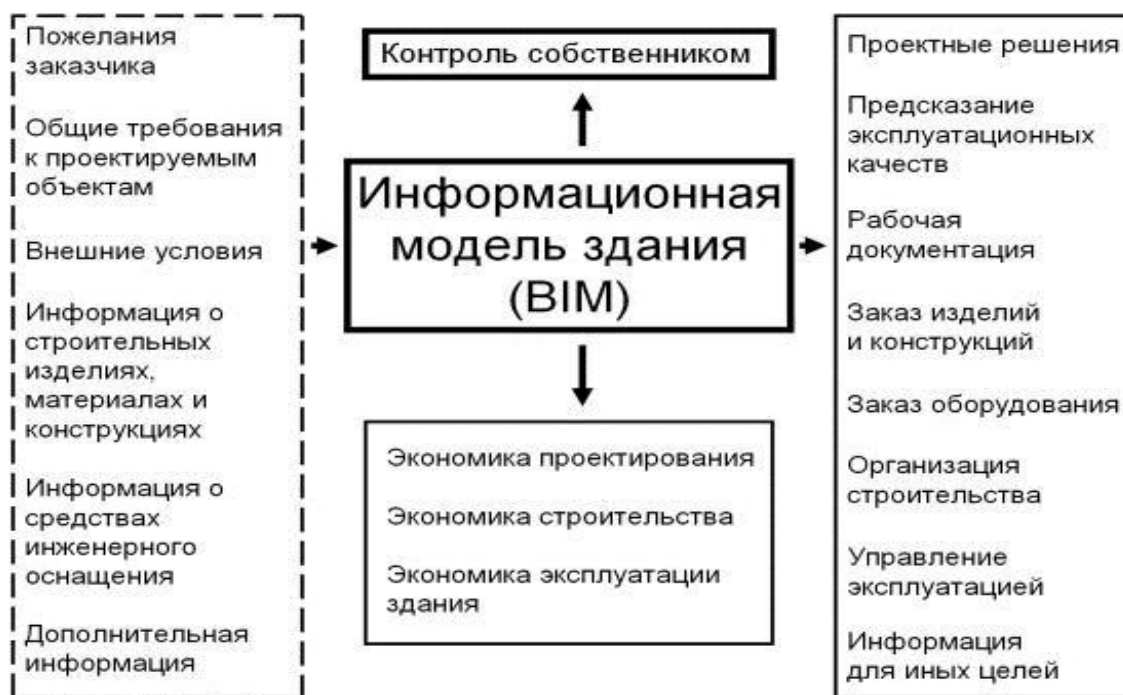 Пожелания
заказчика
Общие требования
к проектируемым
объектам
Внешние условия
Информация о
строительных
изделиях,
материалах и
конструкциях
Информация о
средствах
инженерного
оснащения
Дополнительная
информация
Контроль собственником
Информационная
модель здания
(BIM)
Экономика проектирования
Экономика строительства
Экономика эксплуатации
здания
Проектные решения
Предсказание
эксплуатационных
качеств
Рабочая
документация
Заказ изделий
и конструкций
Заказ оборудования
Организация
строительства
Управление
эксплуатацией
Информация
для иных целей